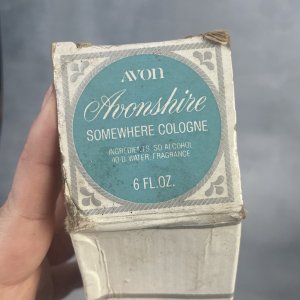 AVON
Avonshire
SOMEWHERE COLOGNE
INGREDIENTS: SD ALCOHOL
40 B WATER, FRAGRANCE
6 FL.OZ.